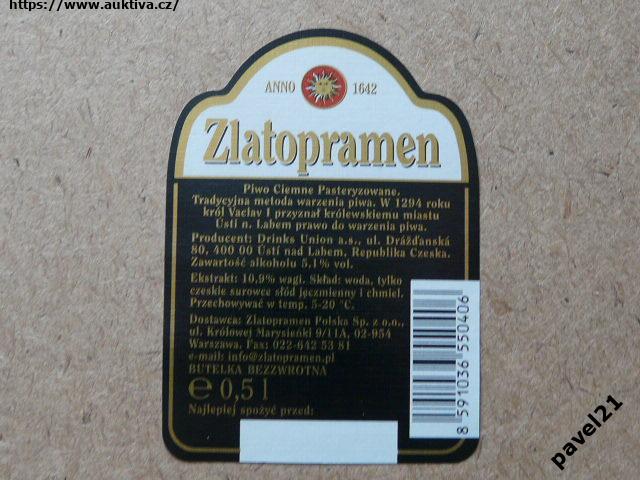 https://www.auktiva.cz/
ANNO 1642
Zlatopramen
Piwo Ciemne Pasteryzowane.
Tradycyjna metoda warzenia piwa. W 1294 roku
król Vaclav I przyznał królewskiemu miastu
Ústi n. Labem prawo do warzenia piwa.
Producent: Drinks Union a.s., ul. Drážďanská
80, 400 00 Ústí nad Labem, Republika Czeska.
Zawartość alkoholu 5,1% vol.
Ekstrakt: 10,9% wagi. Skład: woda, tylko
czeskie surowce słód jęczmienny i chmiel.
Przechowywać w temp. 5-20 °C.
Dostawca: Zlatopramen Polska Sp. z o.o.,
ul. Królowej Marysieńki 9/11A, 02-954
Warszawa. Fax: 022-642 53 81
e-mail: info@zlatopramen.pl
BUTELKA BEZZWROTNA
e 0,5 l
Najlepiej spożyć przed:
8 591036 550406
pavel21